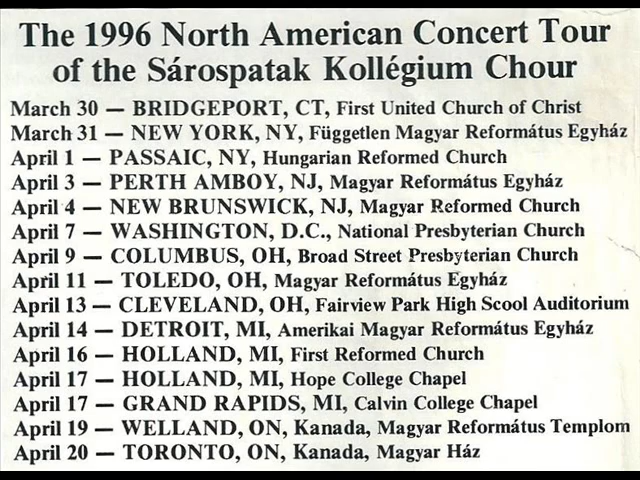 The 1996 North American Concert Tour
of the Sárospatak Kollégium Chour
March 30 — BRIDGEPORT, CT, First United Church of Christ
March 31 — NEW YORK, NY, Független Magyar Református Egyház
April 1 — PASSAIC, NY, Hungarian Reformed Church
April 3 — PERTH AMBOY, NJ, Magyar Református Egyház
April 4 — NEW BRUNSWICK, NJ, Magyar Reformed Church
April 7 — WASHINGTON, D.C., National Presbyterian Church
April 9 — COLUMBUS, OH, Broad Street Presbyterian Church
April 11 — TOLEDO, OH, Magyar Református Egyház
April 13 — CLEVELAND, OH, Fairview Park High Scool Auditorium
April 14 — DETROIT, MI, Amerikai Magyar Református Egyház
April 16 — HOLLAND, MI, First Reformed Church
April 17 — HOLLAND, MI, Hope College Chapel
April 17 — GRAND RAPIDS, MI, Calvin College Chapel
April 19 — WELLAND, ON, Kanada, Magyar Református Templom
April 20 — TORONTO, ON, Kanada, Magyar Ház